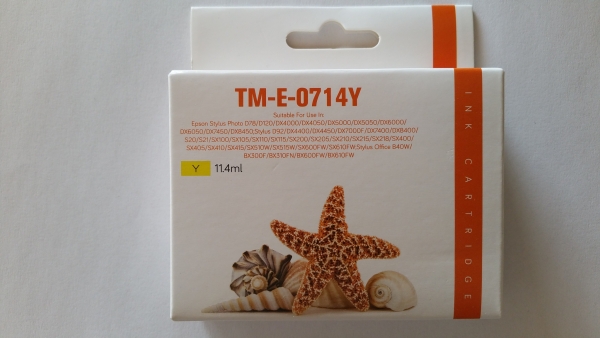 TM-E-0714Y
Suitable For Use In:
Epson Stylus Photo D78/D120/DX4000/DX4050/DX5000/DX5050/DX6000/
DX6050/DX7450/DX8450;Stylus D92/DX4400/DX4450/DX7000F/DX7400/DX8400/
S20/S21/SX100/SX105/SX110/SX115/SX200/SX205/SX210/SX215/SX218/SX400/
SX405/SX410/SX415/SX510W/SX515W/SX600FW/SX610FW;Stylus Office B40W/
BX300F/BX310FN/BX600FW/BX610FW
Y 11.4ml
INK CARTRIDGE